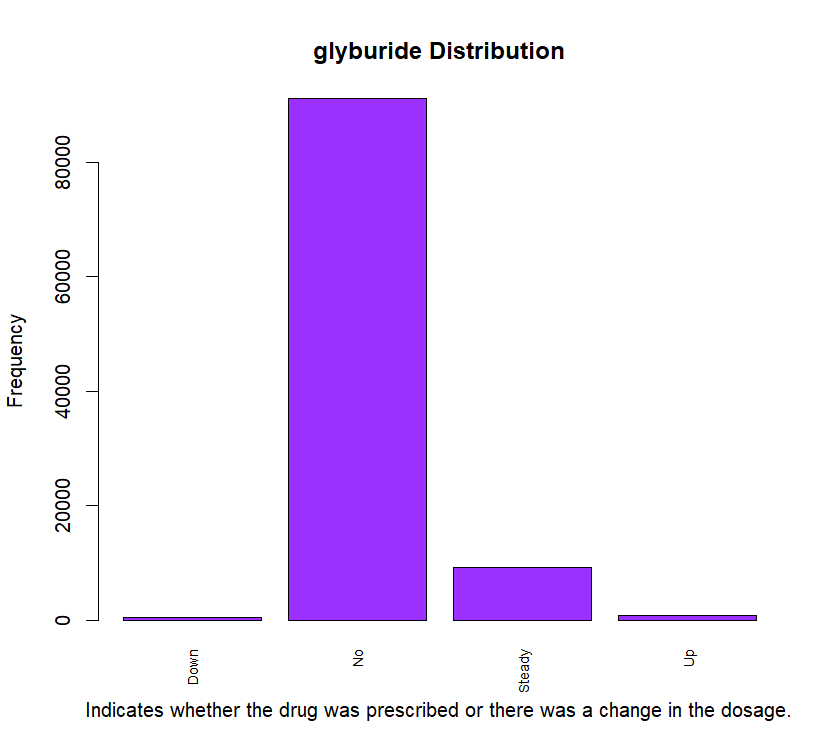 glyburide Distribution
Frequency
80000
60000
40000
20000
0
Down
No
Steady
Up
Indicates whether the drug was prescribed or there was a change in the dosage.